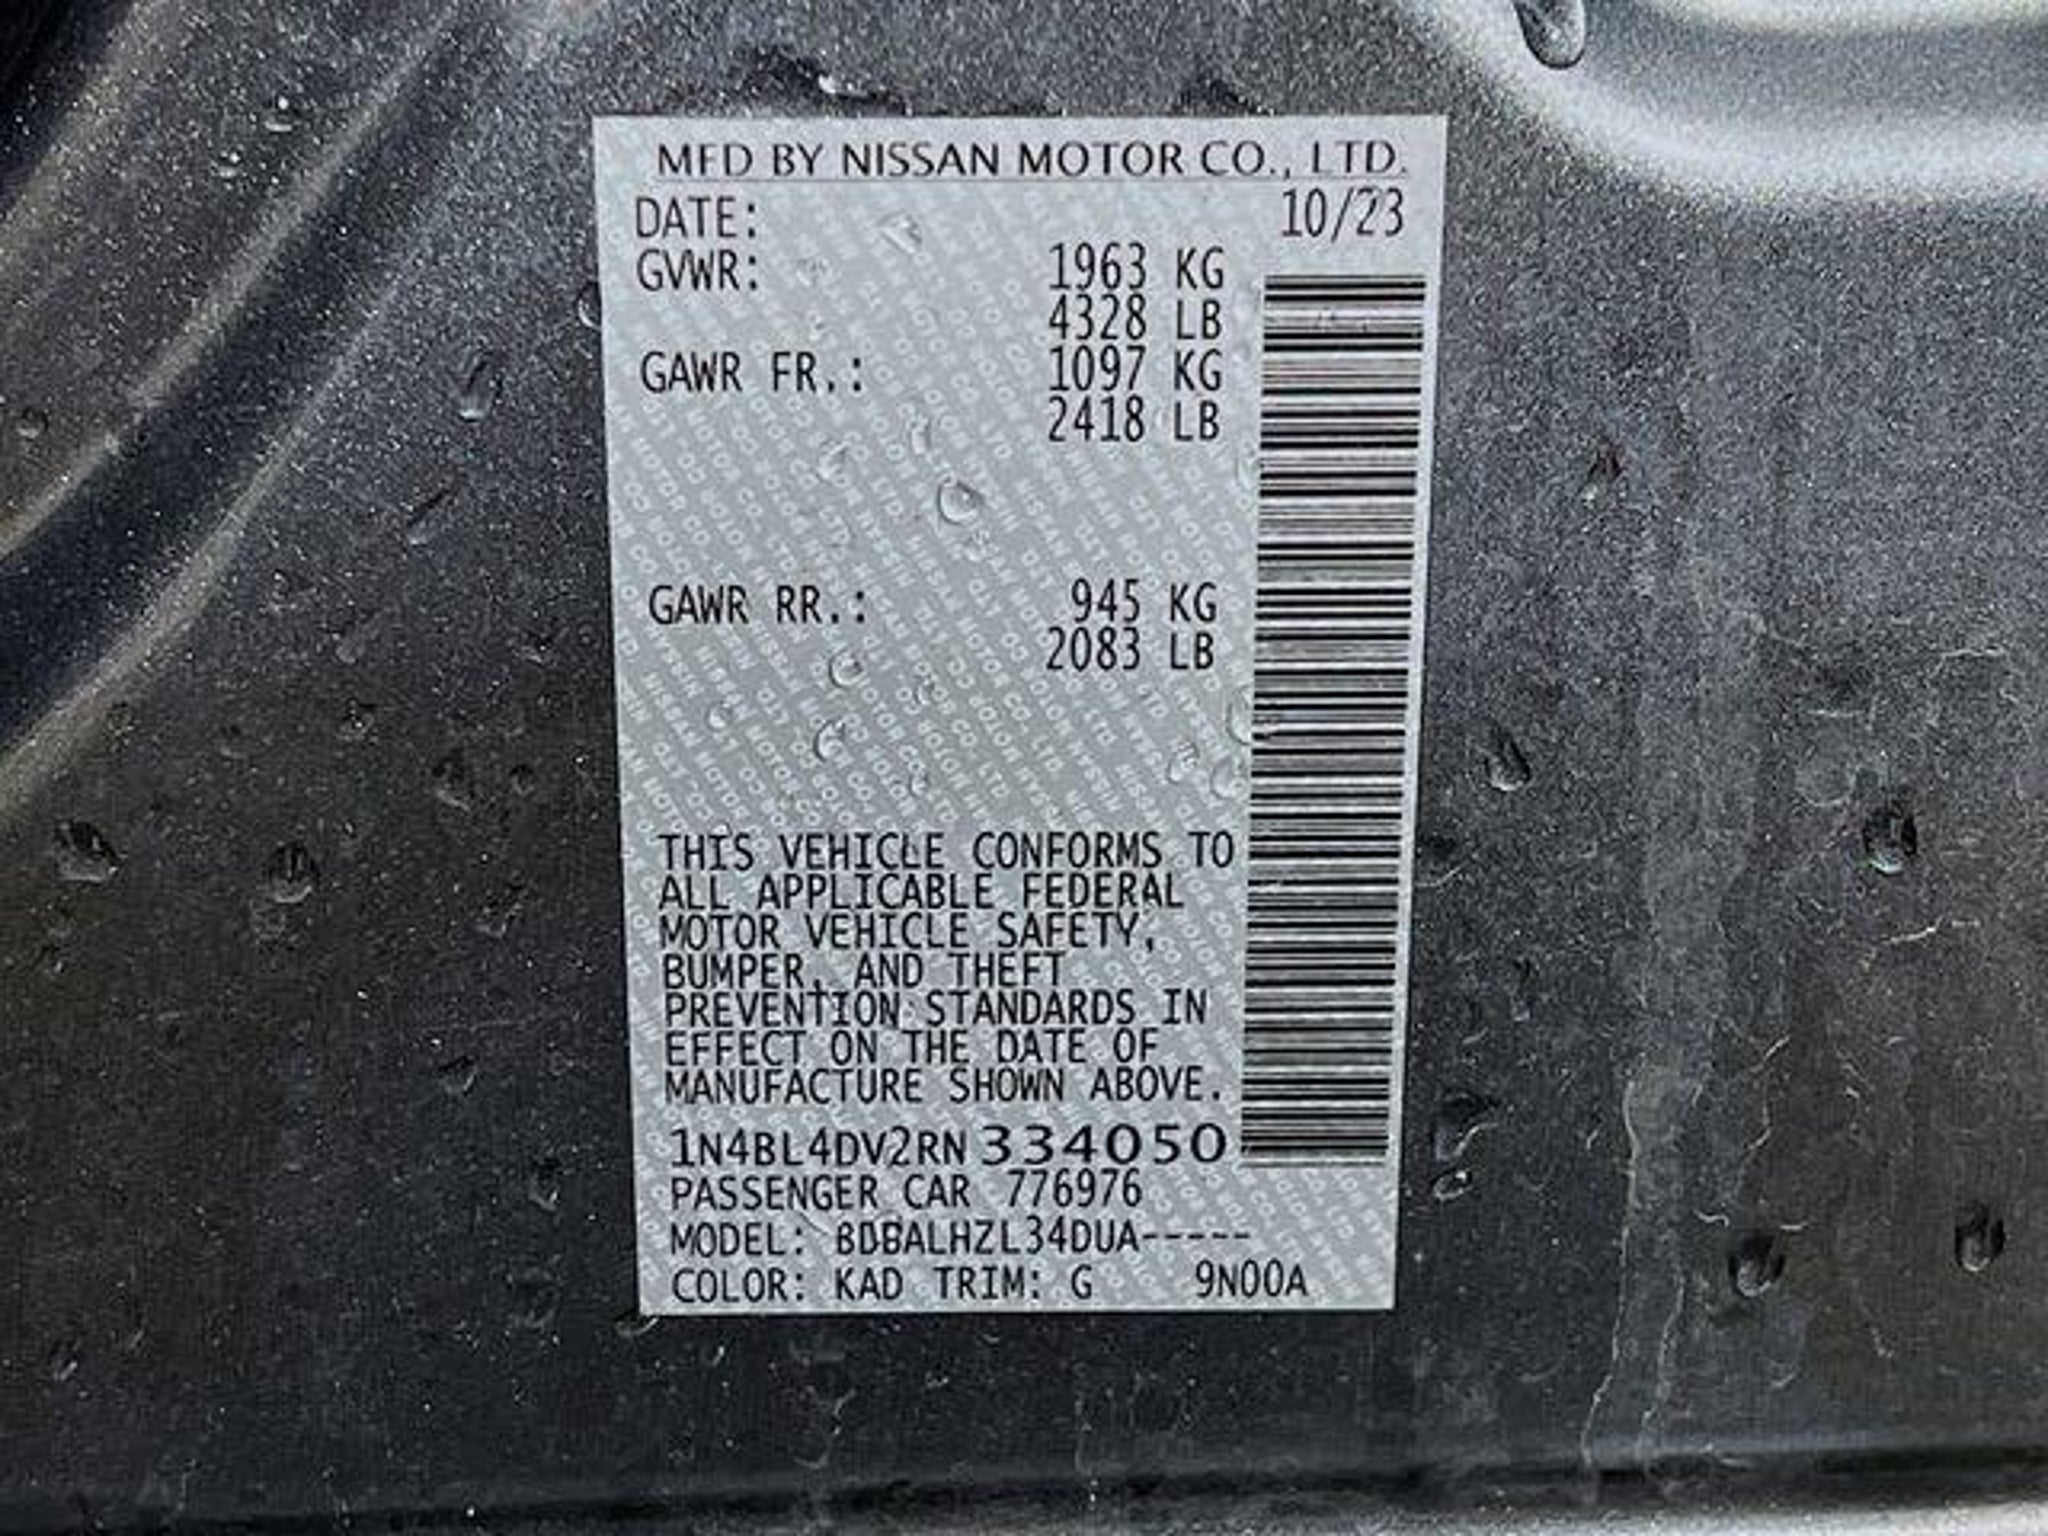 MFD BY NISSAN MOTOR CO., LTD.
DATE: 10/23
GVWR: 1963 KG
4328 LB
GAWR FR.: 1097 KG
2418 LB
GAWR RR.: 945 KG
2083 LB
THIS VEHICLE CONFORMS TO
ALL APPLICABLE FEDERAL
MOTOR VEHICLE SAFETY,
BUMPER, AND THEFT
PREVENTION STANDARDS IN
EFFECT ON THE DATE OF
MANUFACTURE SHOWN ABOVE.
1N4BL4DV2RN334050
PASSENGER CAR 776976
MODEL: BDBALHZL34DUA-----
COLOR: KAD TRIM: G 9N00A